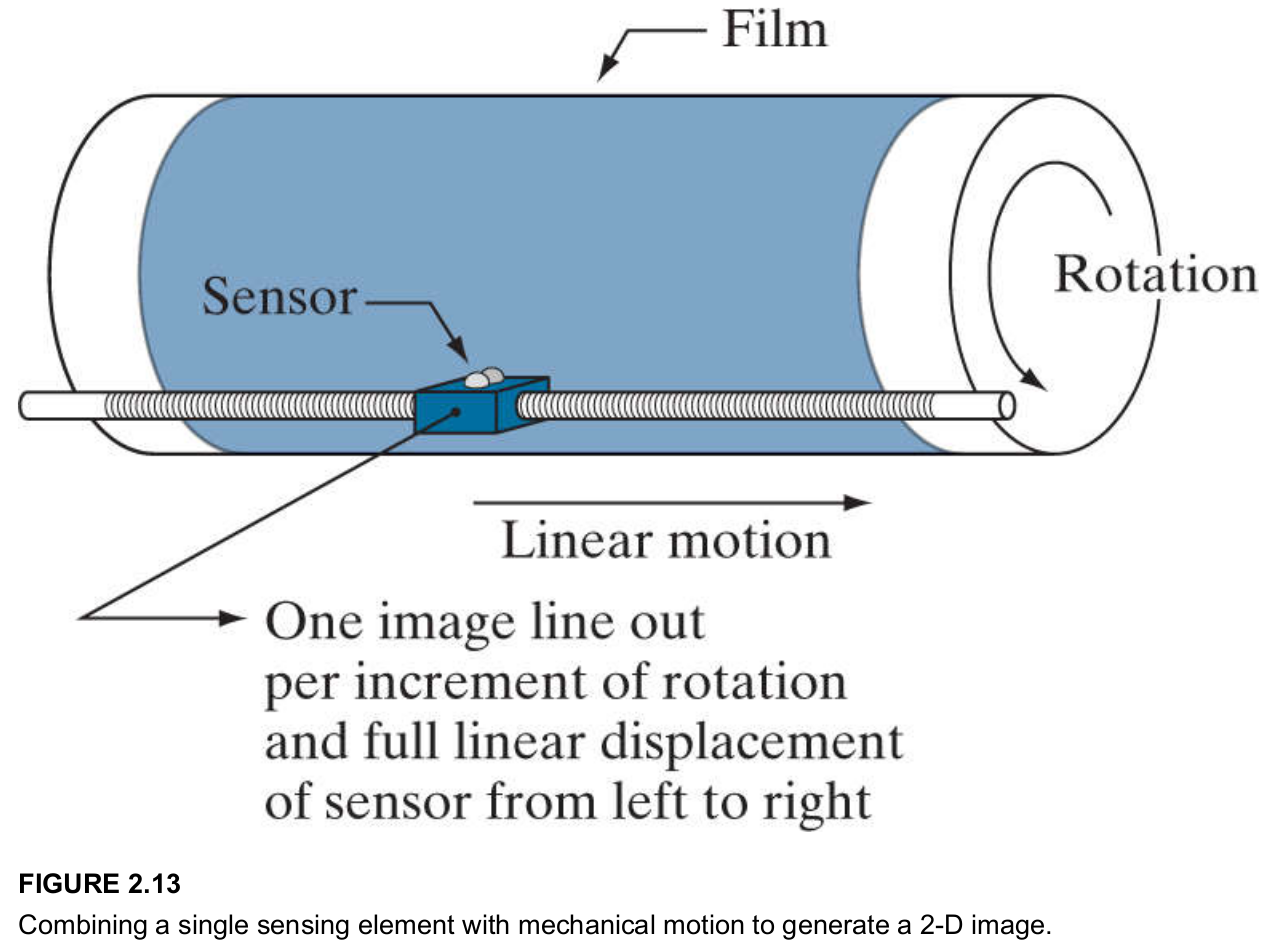 Film
Sensor
Rotation
Linear motion
One image line out
per increment of rotation
and full linear displacement
of sensor from left to right
FIGURE 2.13
Combining a single sensing element with mechanical motion to generate a 2-D image.